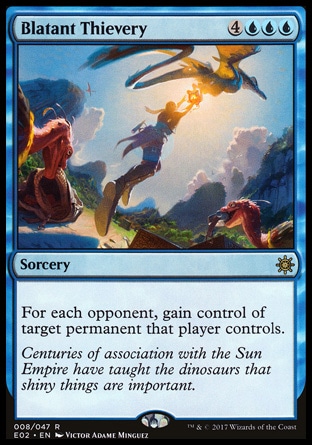 Blatant Thievery 4
Sorcery
For each opponent, gain control of
target permanent that player controls.
Centuries of association with the Sun
Empire have taught the dinosaurs that
shiny things are important.
008/047 R
E02 • EN Victor Adame Minguez
™ & © 2017 Wizards of the Coast